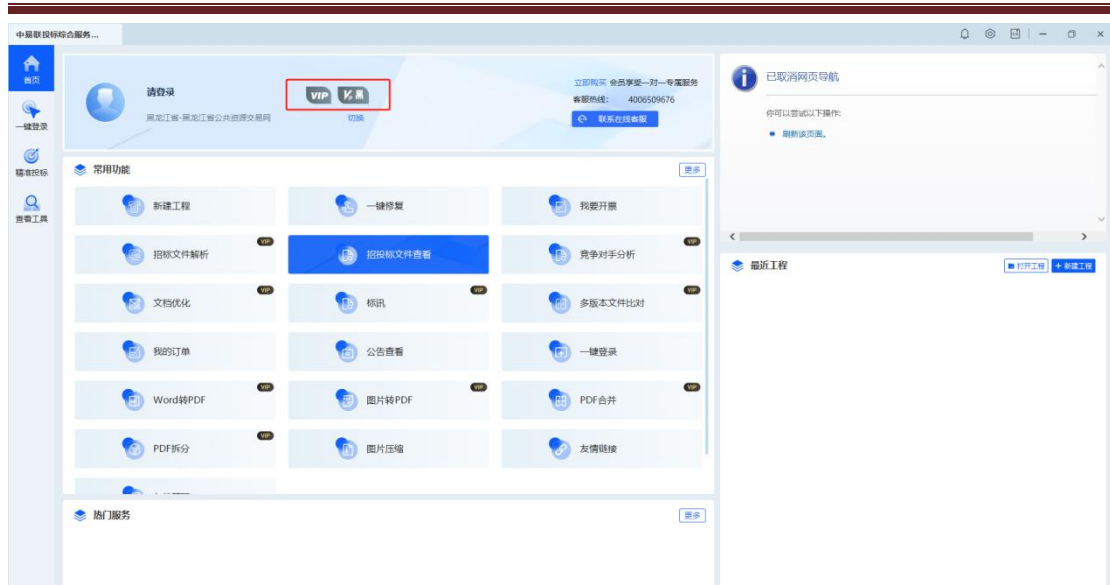 中易联投标综合服务...
首页
一键登录
精准投标
查看工具
请登录
VIP
黑龙江省-黑龙江省公共资源交易网
切换
立即购买 会员享受一对一专属服务
客服热线: 4006509676
联系在线客服
常用功能
更多
新建工程
一键修复
我要开票
招标文件解析
VIP
招投标文件查看
竞争对手分析
VIP
文档优化
VIP
标讯
VIP
多版本文件比对
VIP
我的订单
公告查看
一键登录
Word转PDF
VIP
图片转PDF
VIP
PDF合并
VIP
PDF拆分
VIP
图片压缩
友情链接
热门服务
更多
已取消网页导航
你可以尝试以下操作:
刷新该页面。
最近工程
打开工程
+ 新建工程